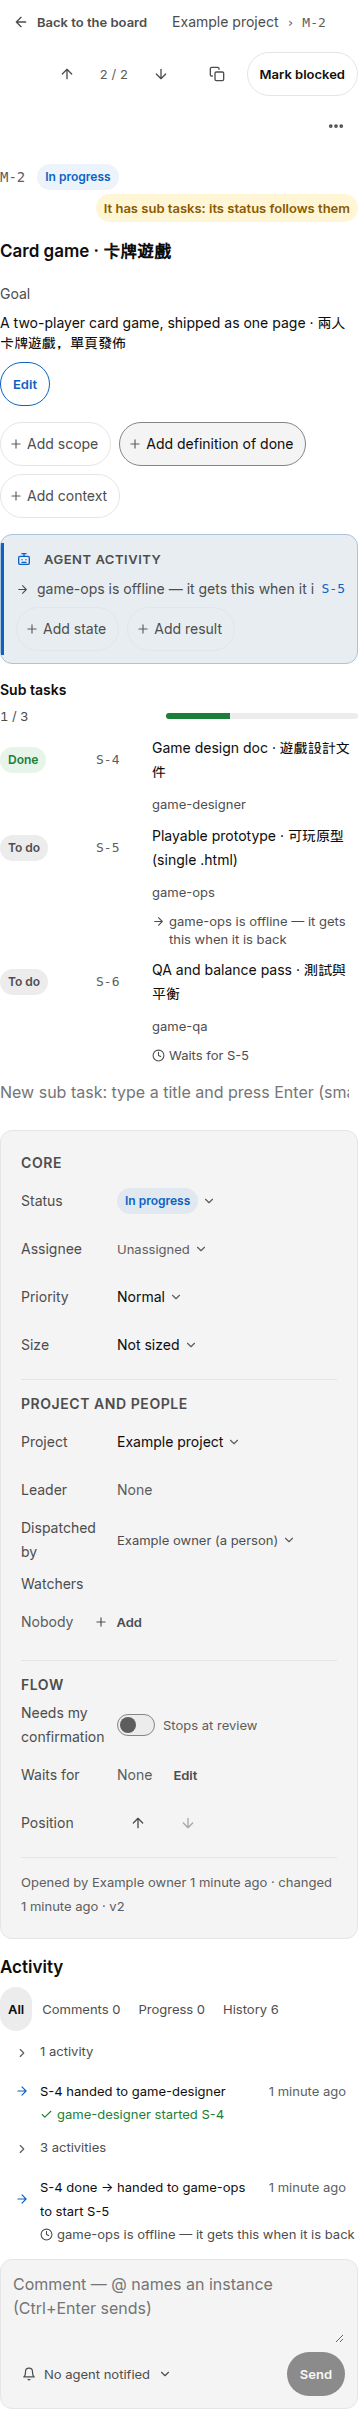 Back to the board Example project › M-2
2 / 2 Mark blocked
M-2 In progress
It has sub tasks: its status follows them
Card game · 卡牌遊戲
Goal
A two-player card game, shipped as one page · 兩人
卡牌遊戲，單頁發佈
Edit
Add scope Add definition of done
Add context
AGENT ACTIVITY
game-ops is offline — it gets this when it i S-5
Add state Add result
Sub tasks
1 / 3
Done S-4 Game design doc · 遊戲設計文
件
game-designer
To do S-5 Playable prototype · 可玩原型
(single .html)
game-ops
game-ops is offline — it gets
this when it is back
To do S-6 QA and balance pass · 測試與
平衡
game-qa
Waits for S-5
New sub task: type a title and press Enter (sma
CORE
Status In progress
Assignee Unassigned
Priority Normal
Size Not sized
PROJECT AND PEOPLE
Project Example project
Leader None
Dispatched
by Example owner (a person)
Watchers
Nobody Add
FLOW
Needs my
confirmation Stops at review
Waits for None Edit
Position
Opened by Example owner 1 minute ago · changed
1 minute ago · v2
Activity
All Comments 0 Progress 0 History 6
1 activity
S-4 handed to game-designer 1 minute ago
game-designer started S-4
3 activities
S-4 done → handed to game-ops 1 minute ago
to start S-5
game-ops is offline — it gets this when it is back
Comment — @ names an instance
(Ctrl+Enter sends)
No agent notified Send